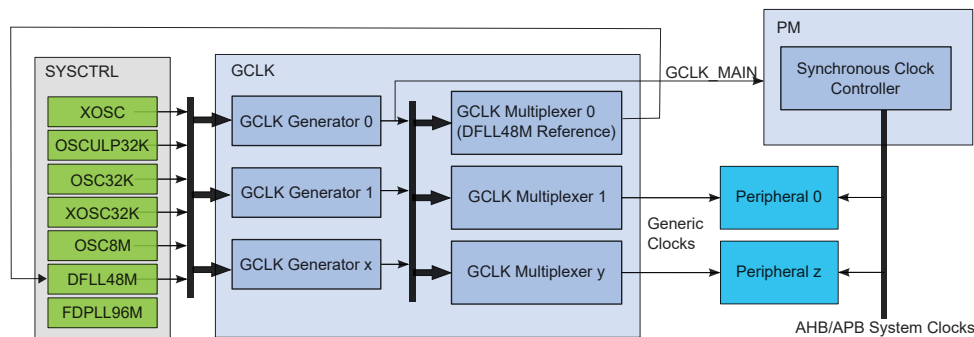 PM
SYSCTRL
GCLK
GCLK_MAIN
Synchronous Clock
Controller
XOSC
OSCULP32K
OSC32K
XOSC32K
OSC8M
DFLL48M
FDPLL96M
GCLK Generator 0
GCLK Generator 1
GCLK Generator x
GCLK Multiplexer 0
(DFLL48M Reference)
GCLK Multiplexer 1
GCLK Multiplexer y
Generic
Clocks
Peripheral 0
Peripheral z
AHB/APB System Clocks